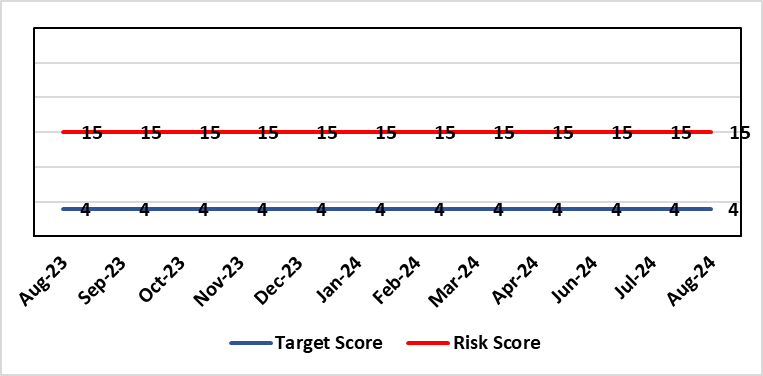 15 15 15 15 15 15 15 15 15 15 15 15
4 4 4 4 4 4 4 4 4 4 4 4
Aug-23 Sep-23 Oct-23 Nov-23 Dec-23 Jan-24 Feb-24 Mar-24 Apr-24 Jun-24 Jul-24 Aug-24
Target Score Risk Score